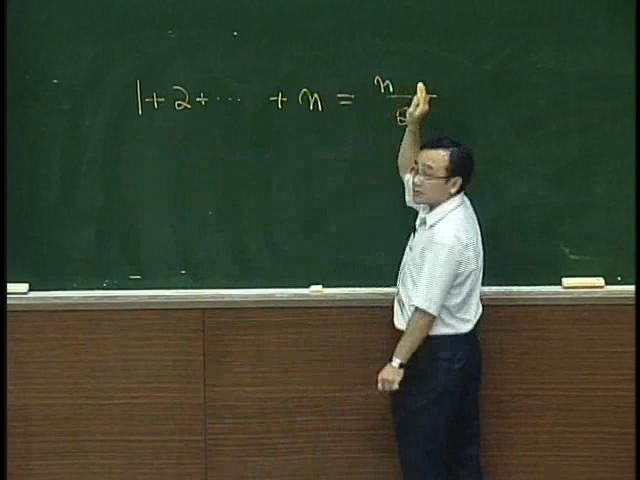 1+2+⋯ +n = n